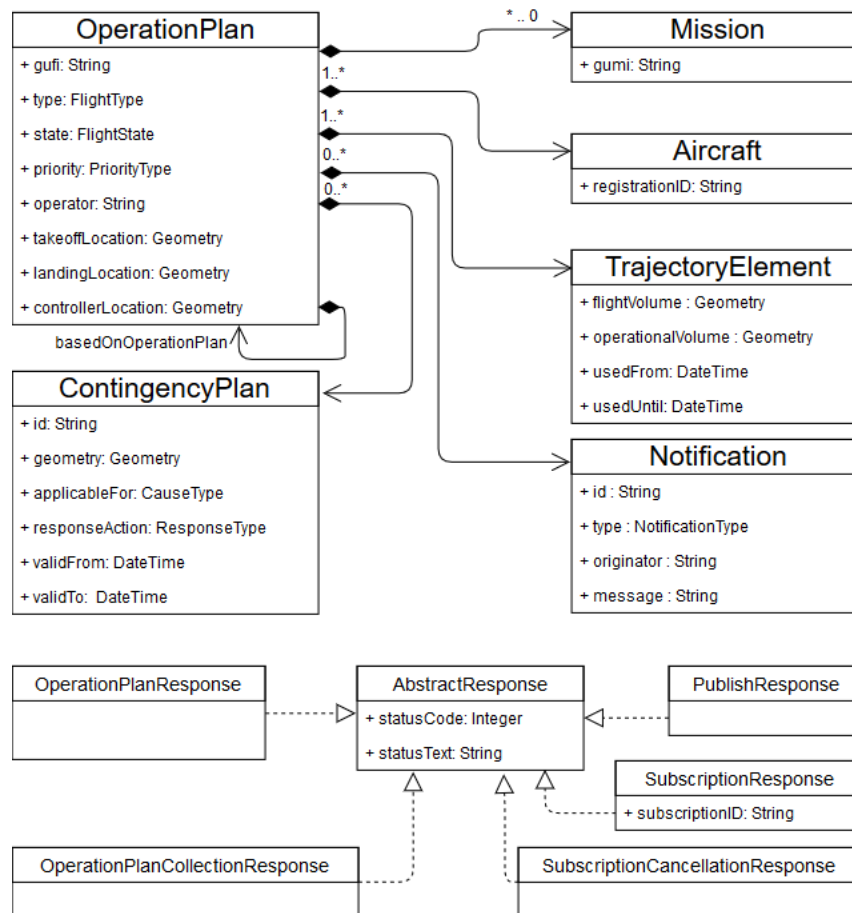 OperationPlan
+ gufi: String
+ type: FlightType
+ state: FlightState
+ priority: PriorityType
+ operator: String
+ takeoffLocation: Geometry
+ landingLocation: Geometry
+ controllerLocation: Geometry
* .. 0
1..*
1..*
0..*
0..*
basedOnOperationPlan
Mission
+ gumi: String
Aircraft
+ registrationID: String
TrajectoryElement
+ flightVolume : Geometry
+ operationalVolume : Geometry
+ usedFrom: DateTime
+ usedUntil: DateTime
ContingencyPlan
+ id: String
+ geometry: Geometry
+ applicableFor: CauseType
+ responseAction: ResponseType
+ validFrom: DateTime
+ validTo: DateTime
Notification
+ id : String
+ type : NotificationType
+ originator : String
+ message : String
OperationPlanResponse
AbstractResponse
+ statusCode: Integer
+ statusText: String
PublishResponse
SubscriptionResponse
+ subscriptionID: String
OperationPlanCollectionResponse
SubscriptionCancellationResponse